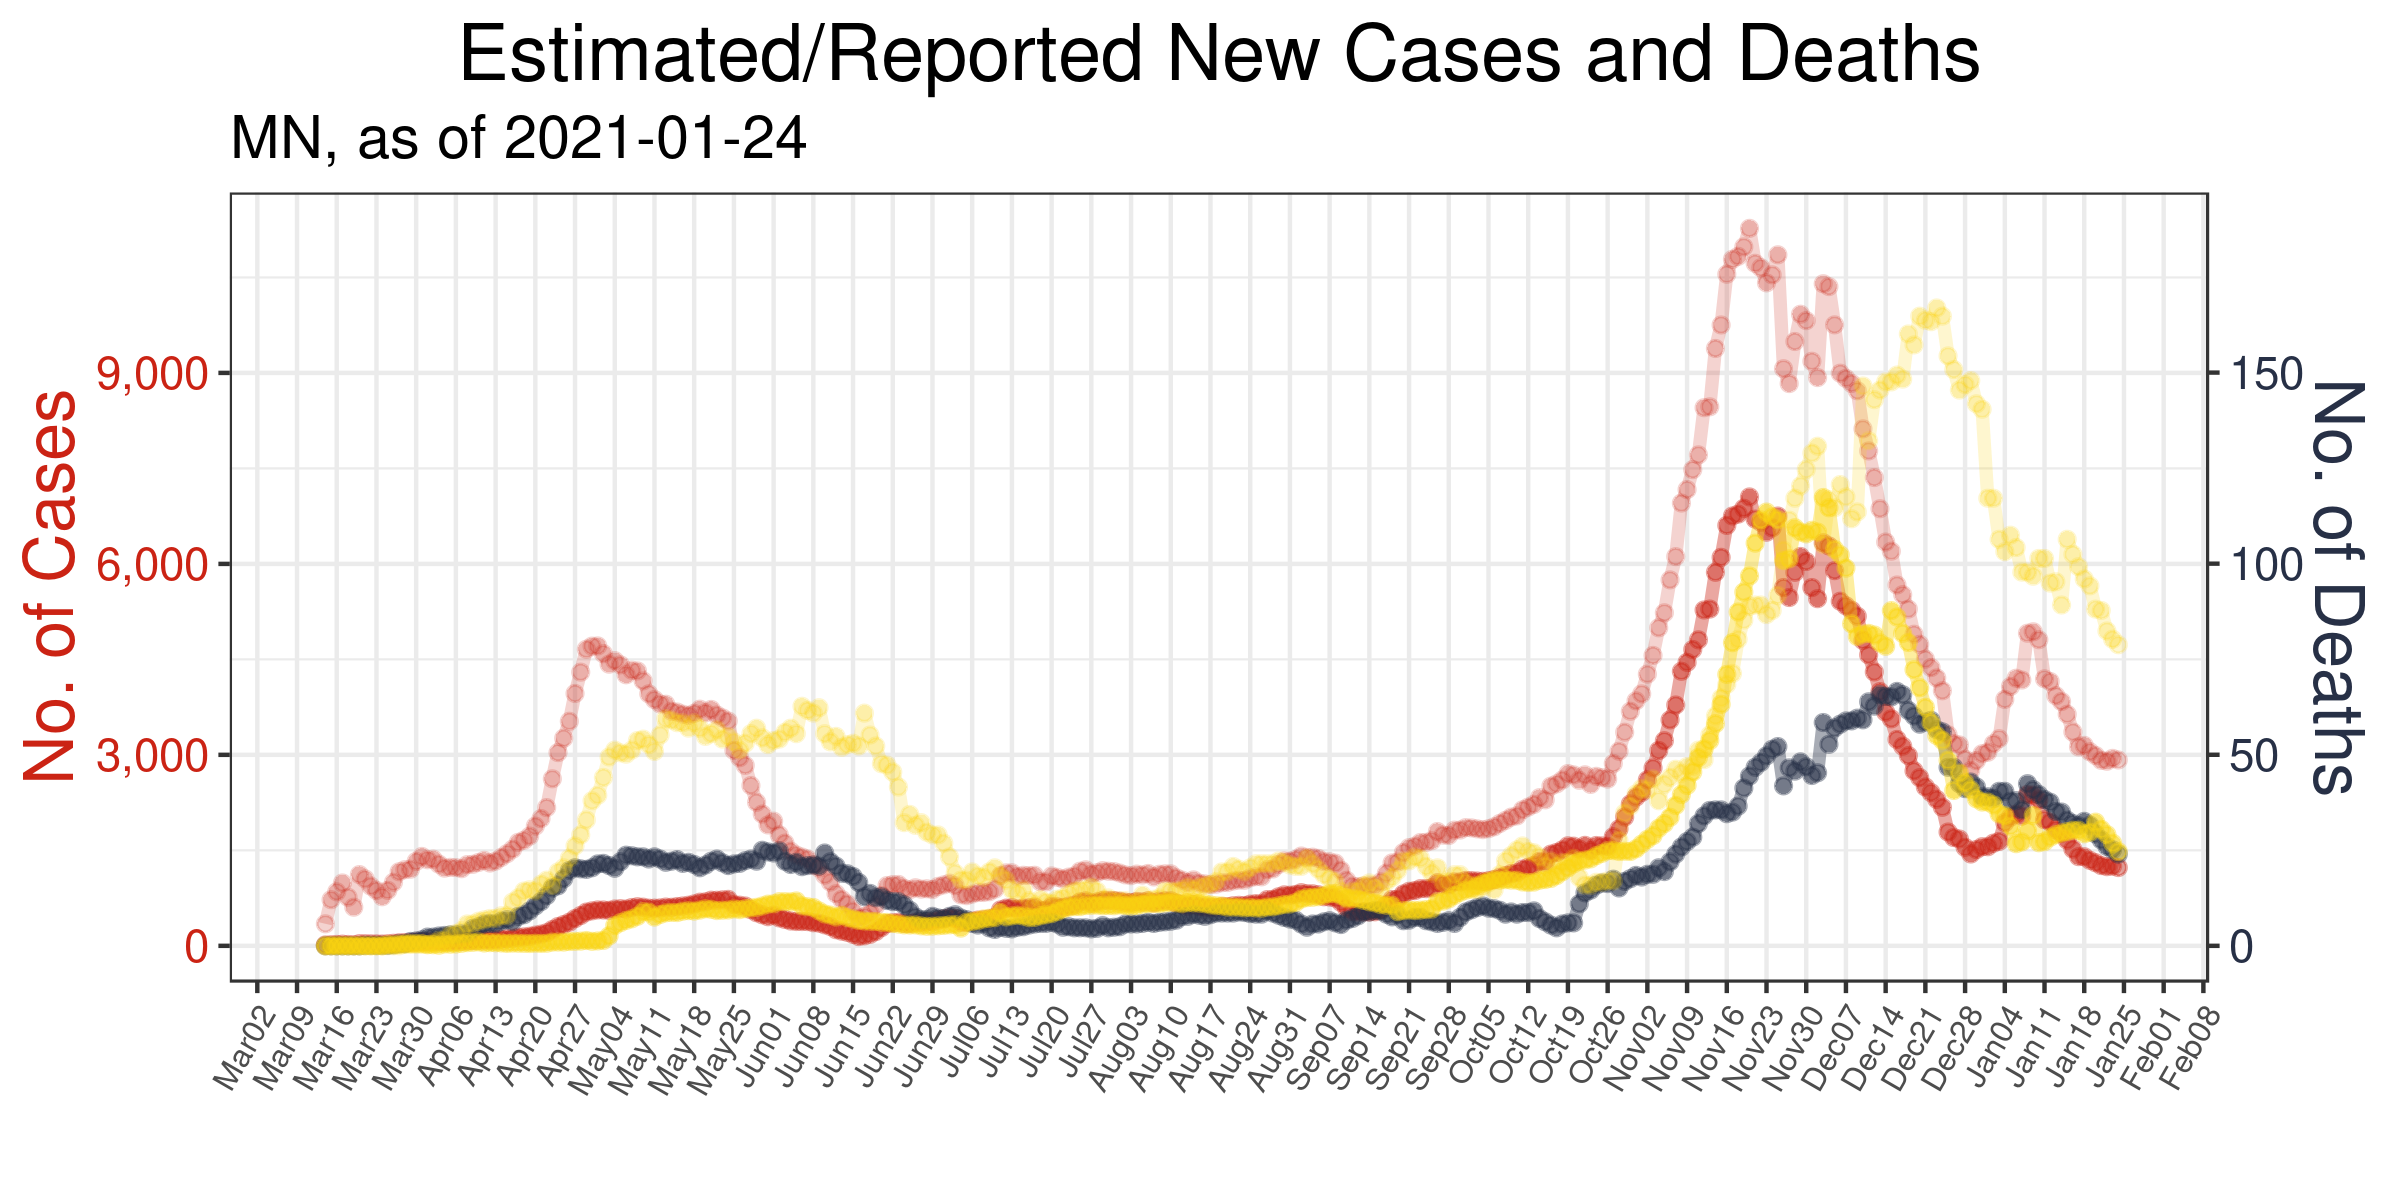 Estimated/Reported New Cases and Deaths
MN, as of 2021-01-24
No. of Cases
9,000
6,000
3,000
0
150
100
50
0
No. of Deaths
Mar02
Mar09
Mar16
Mar23
Mar30
Apr06
Apr13
Apr20
Apr27
May04
May11
May18
May25
Jun01
Jun08
Jun15
Jun22
Jun29
Jul06
Jul13
Jul20
Jul27
Aug03
Aug10
Aug17
Aug24
Aug31
Sep07
Sep14
Sep21
Sep28
Oct05
Oct12
Oct19
Oct26
Nov02
Nov09
Nov16
Nov23
Nov30
Nov307
Dec07
Dec14
Dec21
Dec28
Jan04
Jan11
Jan18
Jan25
Feb01
Feb08